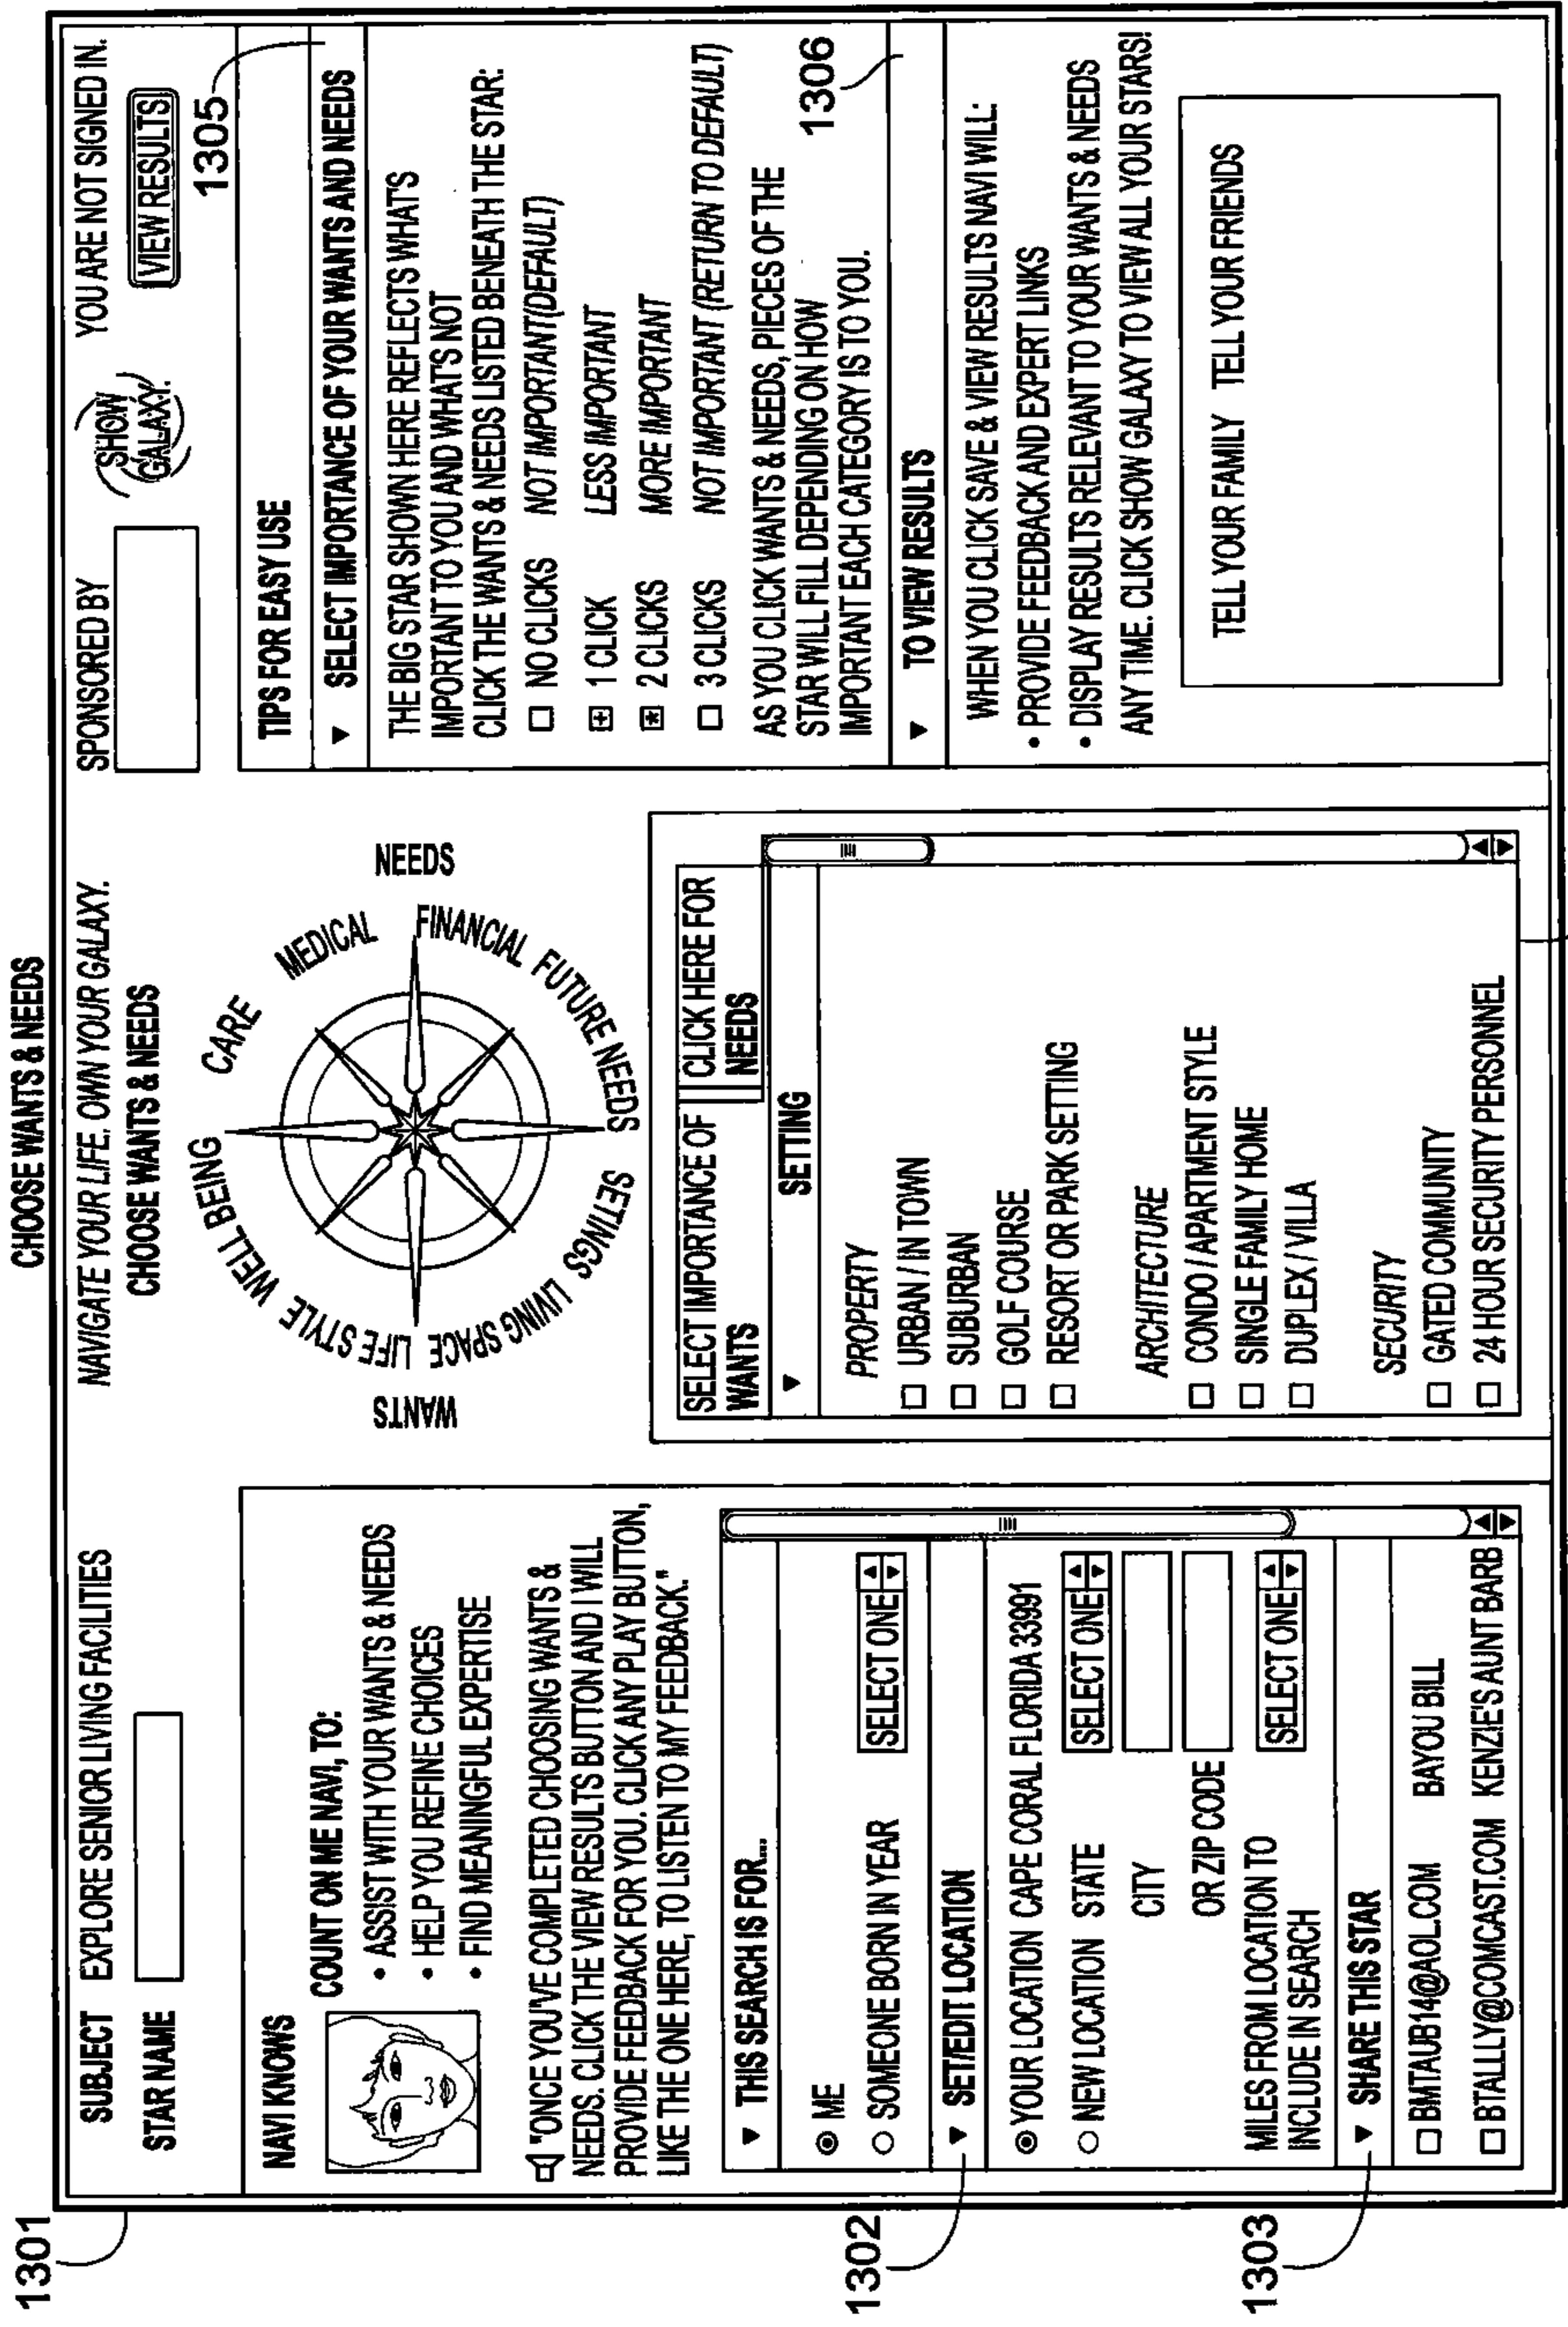 CHOOSE WANTS & NEEDS
1301
SUBJECT EXPLORE SENIOR LIVING FACILITIES
STAR NAME
NAVI KNOWS
COUNT ON ME NAVI, TO:
• ASSIST WITH YOUR WANTS & NEEDS
• HELP YOU REFINE CHOICES
• FIND MEANINGFUL EXPERTISE
"ONCE YOU'VE COMPLETED CHOOSING WANTS &
NEEDS. CLICK THE VIEW RESULTS BUTTON AND I WILL
PROVIDE FEEDBACK FOR YOU. CLICK ANY PLAY BUTTON,
LIKE THE ONE HERE, TO LISTEN TO MY FEEDBACK."
▼ THIS SEARCH IS FOR...
ME
SOMEONE BORN IN YEAR SELECT ONE
1302
▼ SET/EDIT LOCATION
YOUR LOCATION CAPE CORAL FLORIDA 33991
NEW LOCATION STATE SELECT ONE
CITY
OR ZIP CODE
MILES FROM LOCATION TO SELECT ONE
INCLUDE IN SEARCH
1303
▼ SHARE THIS STAR
BMTAUB14@AOL.COM BAYOU BILL
BTALLLY@COMCAST.COM KENZIE'S AUNT BARB
NAVIGATE YOUR LIFE. OWN YOUR GALAXY.
CHOOSE WANTS & NEEDS
WANTS
SETTINGS LIVING SPACE LIFE STYLE WELL BEING
CARE MEDICAL FINANCIAL FUTURE NEEDS
NEEDS
SELECT IMPORTANCE OF
WANTS
CLICK HERE FOR
NEEDS
▼ SETTING
PROPERTY
URBAN / IN TOWN
SUBURBAN
GOLF COURSE
RESORT OR PARK SETTING
ARCHITECTURE
CONDO / APARTMENT STYLE
SINGLE FAMILY HOME
DUPLEX / VILLA
SECURITY
GATED COMMUNITY
24 HOUR SECURITY PERSONNEL
SPONSORED BY
SHOW
GALAXY.
YOU ARE NOT SIGNED IN.
VIEW RESULTS
1305
TIPS FOR EASY USE
▼ SELECT IMPORTANCE OF YOUR WANTS AND NEEDS
THE BIG STAR SHOWN HERE REFLECTS WHAT'S
IMPORTANT TO YOU AND WHAT'S NOT
CLICK THE WANTS & NEEDS LISTED BENEATH THE STAR:
NO CLICKS NOT IMPORTANT(DEFAULT)
1 CLICK LESS IMPORTANT
2 CLICKS MORE IMPORTANT
3 CLICKS NOT IMPORTANT (RETURN TO DEFAULT)
AS YOU CLICK WANTS & NEEDS, PIECES OF THE
STAR WILL FILL DEPENDING ON HOW
IMPORTANT EACH CATEGORY IS TO YOU.
1306
▼ TO VIEW RESULTS
WHEN YOU CLICK SAVE & VIEW RESULTS NAVI WILL:
• PROVIDE FEEDBACK AND EXPERT LINKS
• DISPLAY RESULTS RELEVANT TO YOUR WANTS & NEEDS
ANY TIME. CLICK SHOW GALAXY TO VIEW ALL YOUR STARS!
TELL YOUR FAMILY TELL YOUR FRIENDS